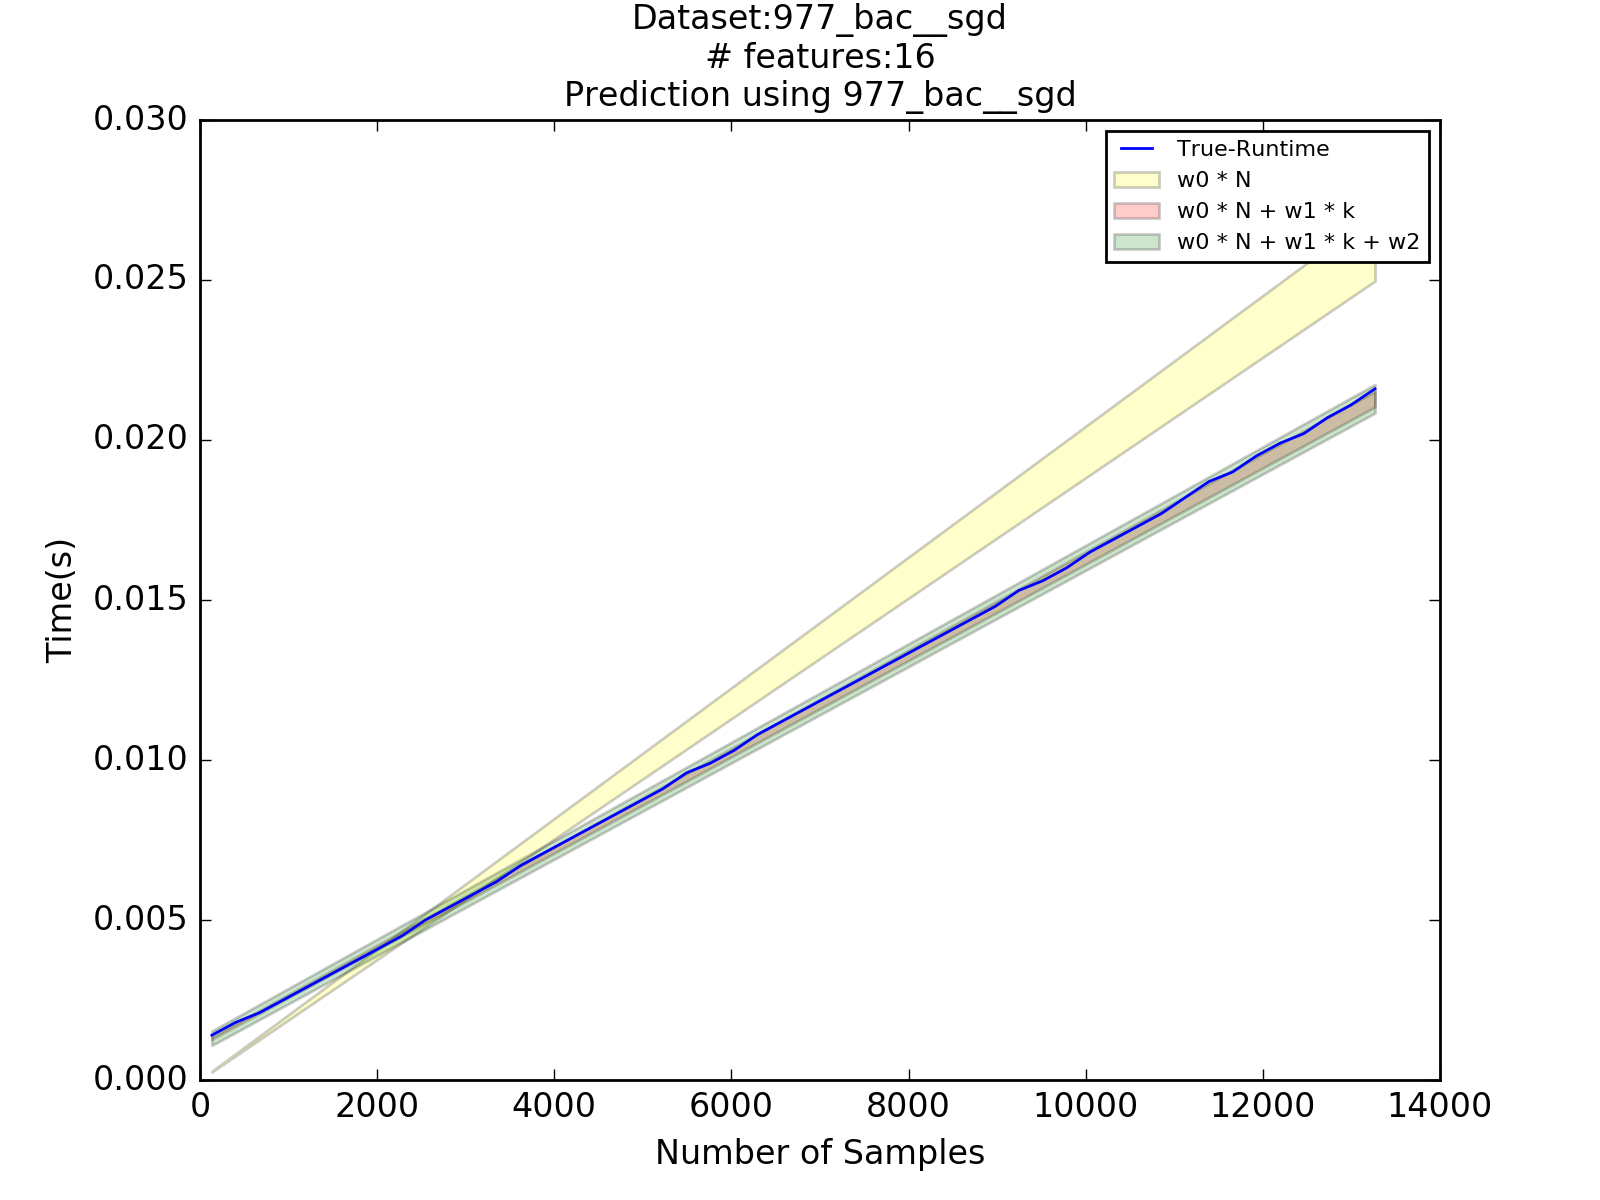 Dataset:977_bac__sgd
# features:16
Prediction using 977_bac__sgd
0.030
0.025
0.020
0.015
0.010
0.005
0.000
Time(s)
True-Runtime
w0 * N
w0 * N + w1 * k
w0 * N + w1 * k + w2
0 2000 4000 6000 8000 10000 12000 14000
Number of Samples